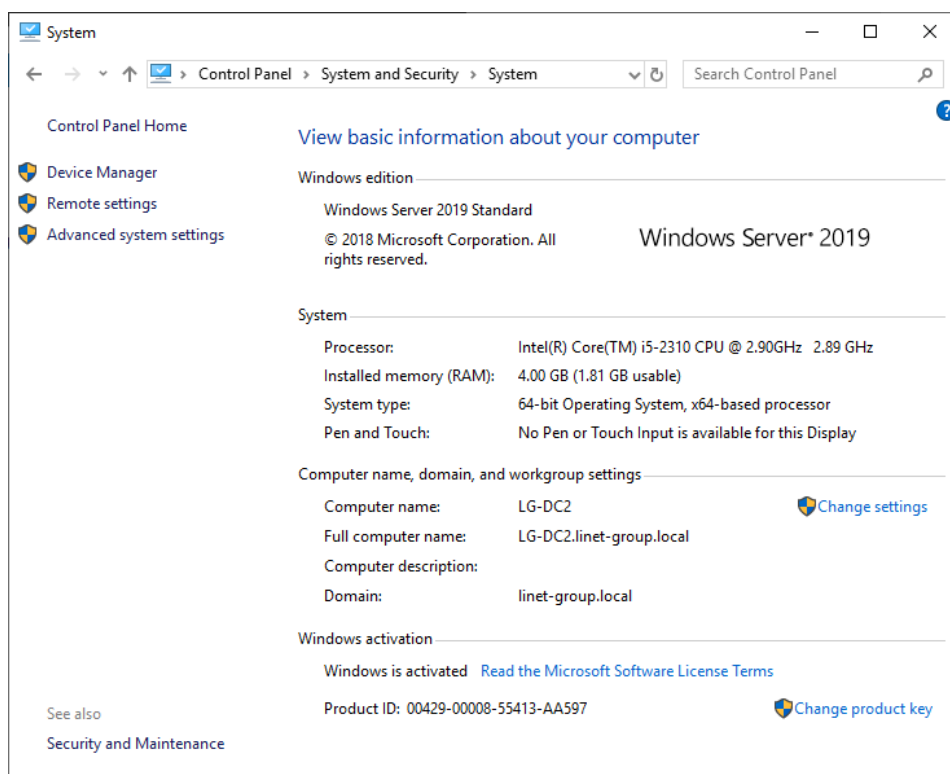 System
Control Panel > System and Security > System
Search Control Panel
?
Control Panel Home
Device Manager
Remote settings
Advanced system settings
View basic information about your computer
Windows edition
Windows Server 2019 Standard
© 2018 Microsoft Corporation. All
rights reserved.
Windows Server® 2019
System
Processor: Intel(R) Core(TM) i5-2310 CPU @ 2.90GHz 2.89 GHz
Installed memory (RAM): 4.00 GB (1.81 GB usable)
System type: 64-bit Operating System, x64-based processor
Pen and Touch: No Pen or Touch Input is available for this Display
Computer name, domain, and workgroup settings
Computer name: LG-DC2 Change settings
Full computer name: LG-DC2.linet-group.local
Computer description:
Domain: linet-group.local
Windows activation
Windows is activated Read the Microsoft Software License Terms
Product ID: 00429-00008-55413-AA597 Change product key
See also
Security and Maintenance